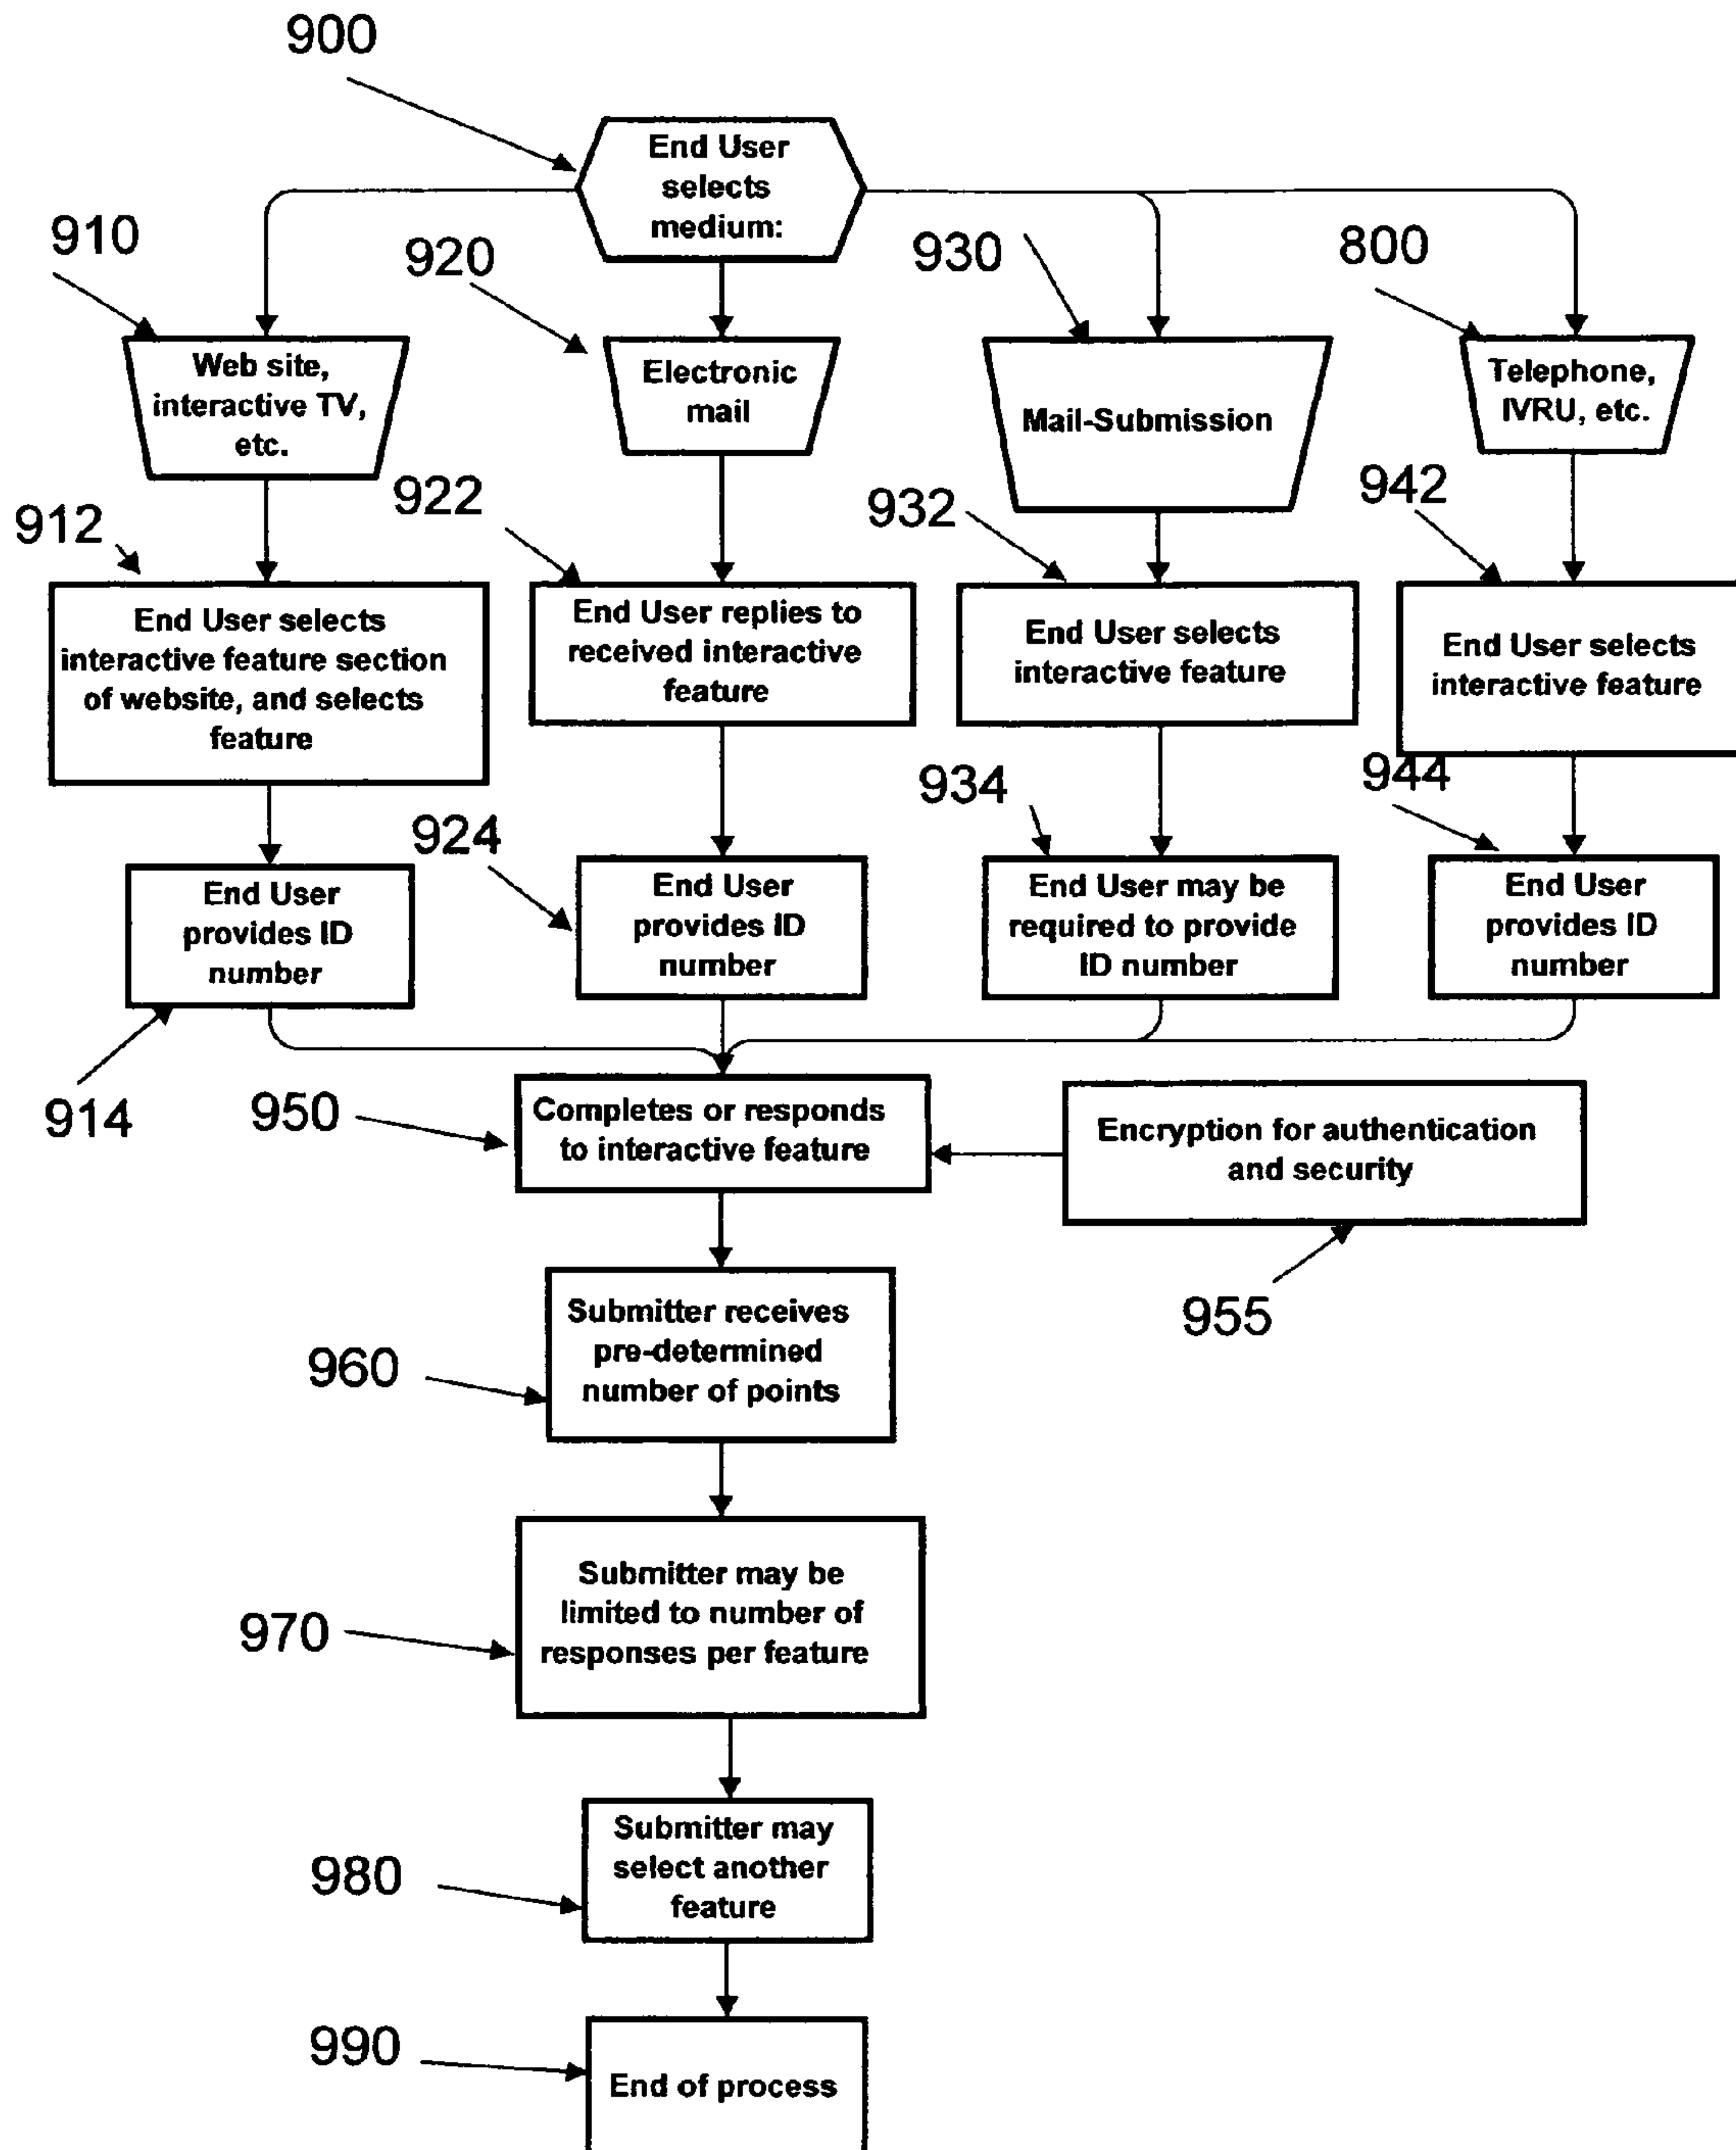 900
End User
selects
medium:
910
920
930
800
Web site,
interactive TV,
etc.
Electronic
mail
Mail-Submission
Telephone,
IVRU, etc.
912
922
932
942
End User selects
interactive feature section
of website, and selects
feature
End User replies to
received interactive
feature
End User selects
interactive feature
End User selects
interactive feature
924
934
944
End User
provides ID
number
End User
provides ID
number
End User may be
required to provide
ID number
End User
provides ID
number
914
950
Completes or responds
to interactive feature
Encryption for authentication
and security
955
960
Submitter receives
pre-determined
number of points
970
Submitter may be
limited to number of
responses per feature
980
Submitter may
select another
feature
990
End of process